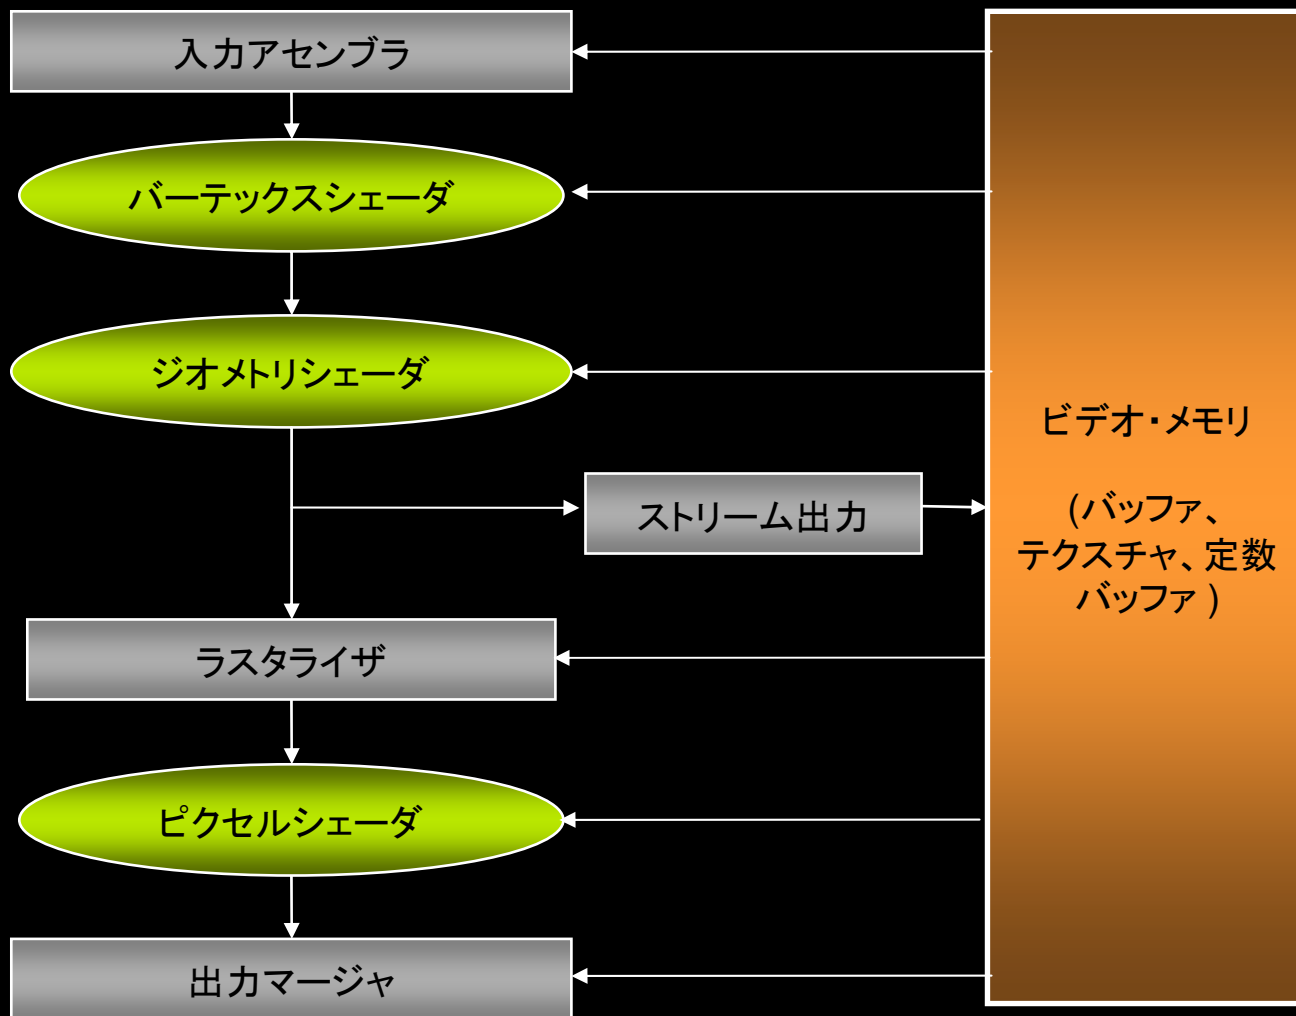 入力アセンブラ
バーテックスシェーダ
ジオメトリシェーダ
ストリーム出力
ラスタライザ
ピクセルシェーダ
出力マージャ
ビデオ・メモリ
(バッファ、
テクスチャ、定数
バッファ)